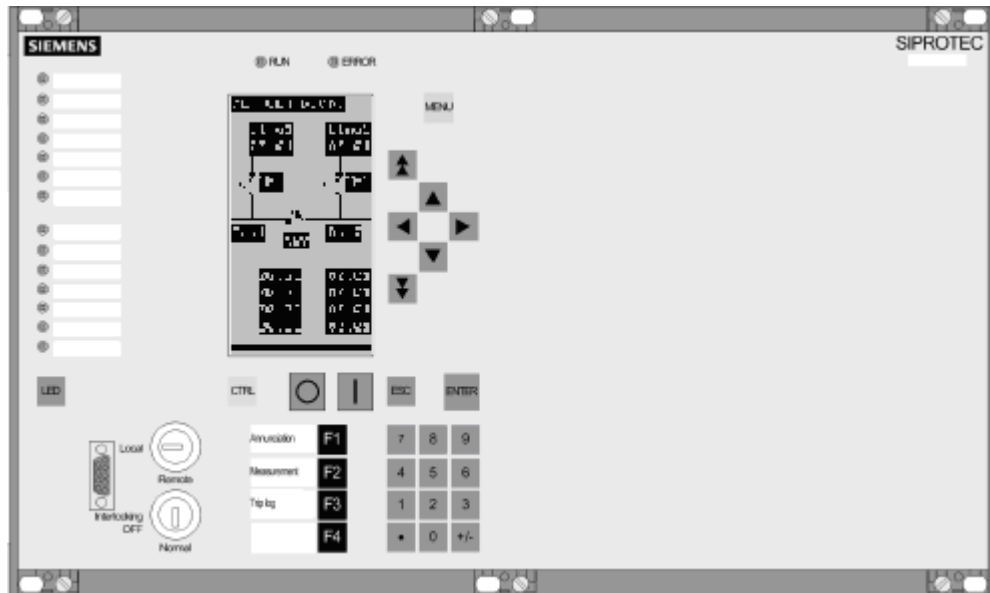 SIEMENS
SIPROTEC
RUN
ERROR
MENU
LED
CTRL
ESC
ENTER
Annunciation
F1
7
8
9
Local
Remote
Measurement
F2
4
5
6
Trip log
F3
1
2
3
Interlocking
OFF
Normal
F4
•
0
+/-